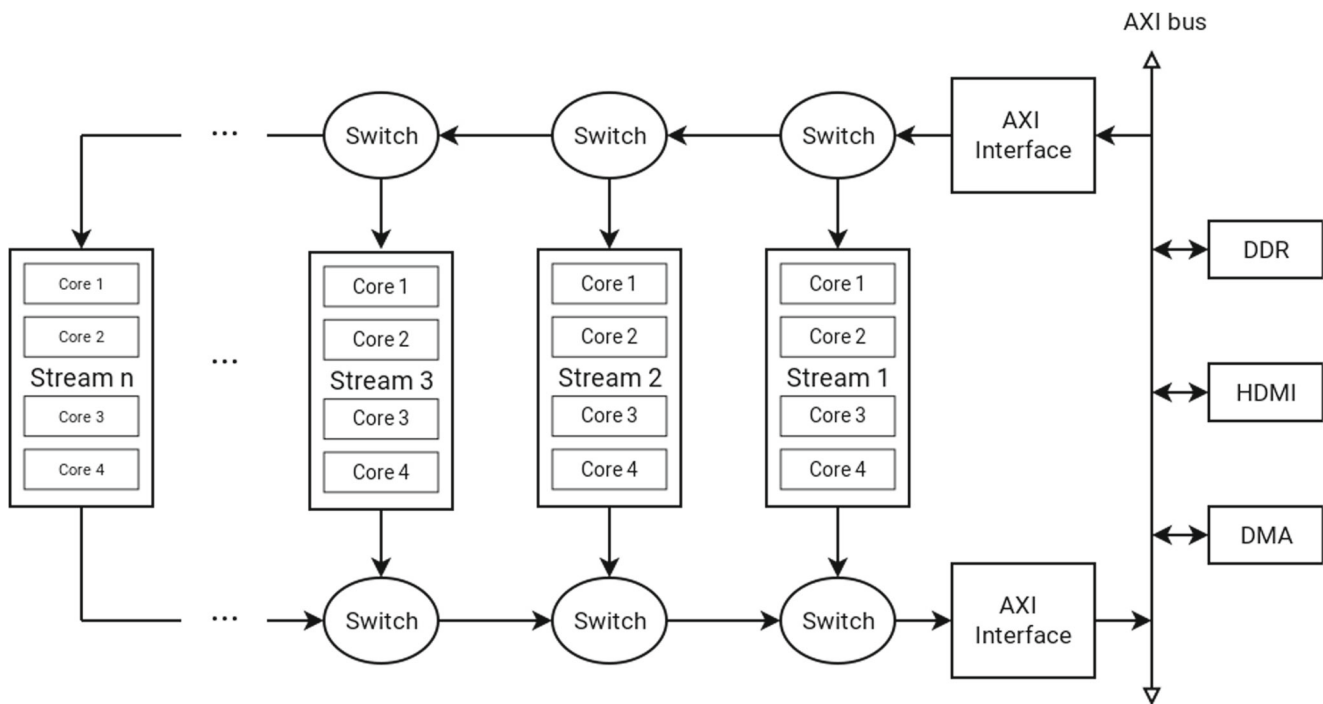 AXI bus
Switch
Switch
Switch
AXI
Interface
...
DDR
HDMI
DMA
Core 1
Core 2
Stream n
Core 3
Core 4
...
Core 1
Core 2
Stream 3
Core 3
Core 4
Core 1
Core 2
Stream 2
Core 3
Core 4
Core 1
Core 2
Stream 1
Core 3
Core 4
...
Switch
Switch
Switch
AXI
Interface